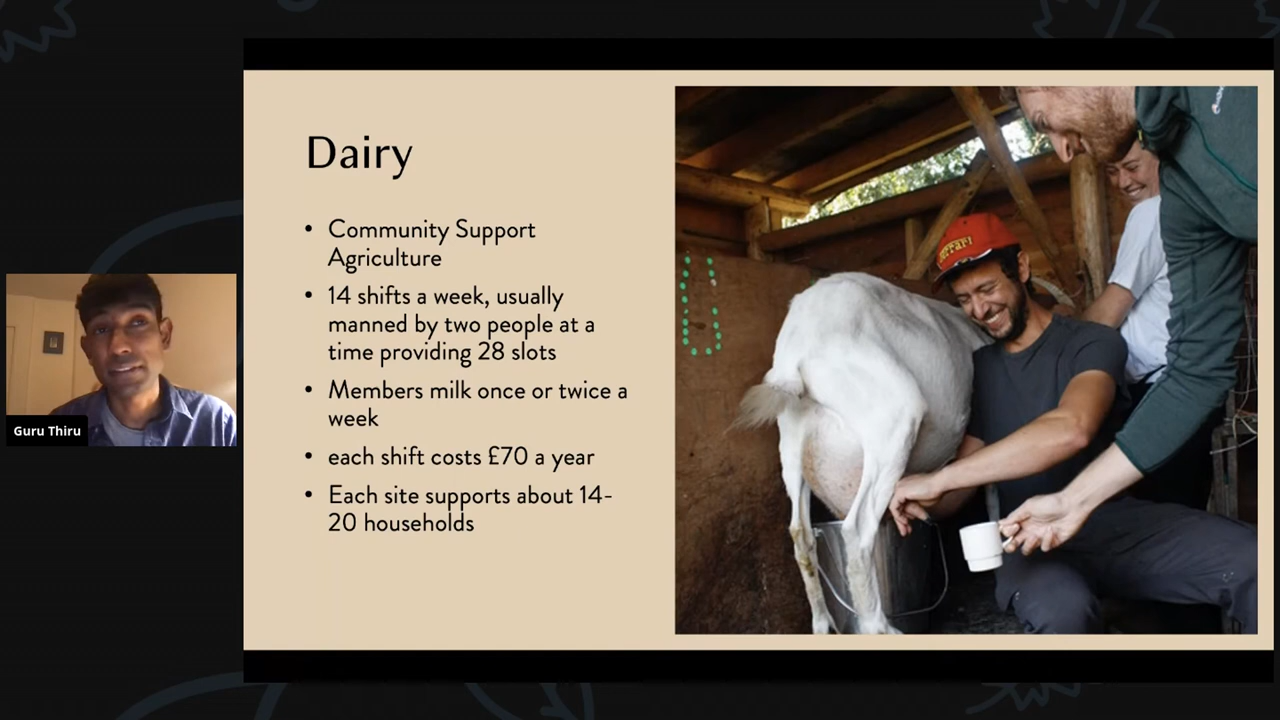 Dairy
• Community Support
Agriculture
• 14 shifts a week, usually
manned by two people at a
time providing 28 slots
• Members milk once or twice a
week
• each shift costs £70 a year
• Each site supports about 14-
20 households
Guru Thiru
Ferrari